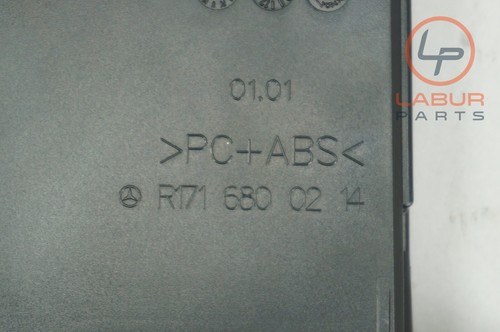 LP
LABUR
PARTS
01.01
>PC+ABS<
R171 680 02 14